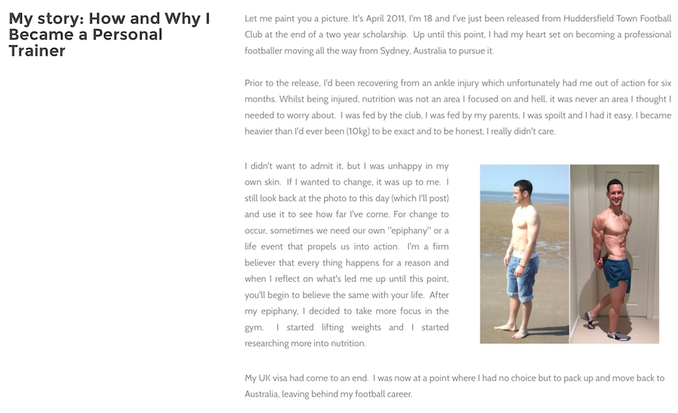 My story: How and Why I
Became a Personal
Trainer
Let me paint you a picture. It's April 2011, I'm 18 and I've just been released from Huddersfield Town Football
Club at the end of a two year scholarship. Up until this point, I had my heart set on becoming a professional
footballer moving all the way from Sydney, Australia to pursue it.
Prior to the release, I'd been recovering from an ankle injury which unfortunately had me out of action for six
months. Whilst being injured, nutrition was not an area I focused on and hell, it was never an area I thought I
needed to worry about. I was fed by the club, I was fed by my parents, I was spoilt and I had it easy. I became
heavier than I'd ever been (10kg) to be exact and to be honest, I really didn't care.
I didn't want to admit it, but I was unhappy in my
own skin. If I wanted to change, it was up to me. I
still look back at the photo to this day (which I'll post)
and use it to see how far I've come. For change to
occur, sometimes we need our own "epiphany" or a
life event that propels us into action. I'm a firm
believer that every thing happens for a reason and
when I reflect on what's led me up until this point,
you'll begin to believe the same with your life. After
my epiphany, I decided to take more focus in the
gym. I started lifting weights and I started
researching more into nutrition.
My UK visa had come to an end. I was now at a point where I had no choice but to pack up and move back to
Australia, leaving behind my football career.